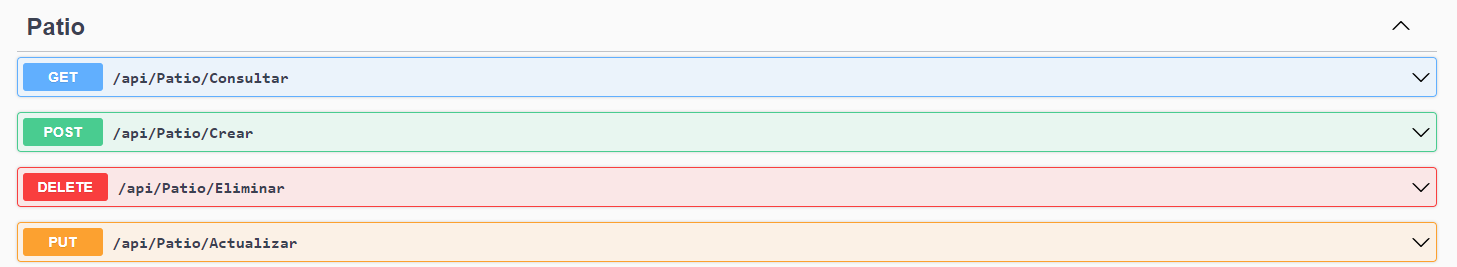 Patio
GET /api/Patio/Consultar
POST /api/Patio/Crear
DELETE /api/Patio/Eliminar
PUT /api/Patio/Actualizar